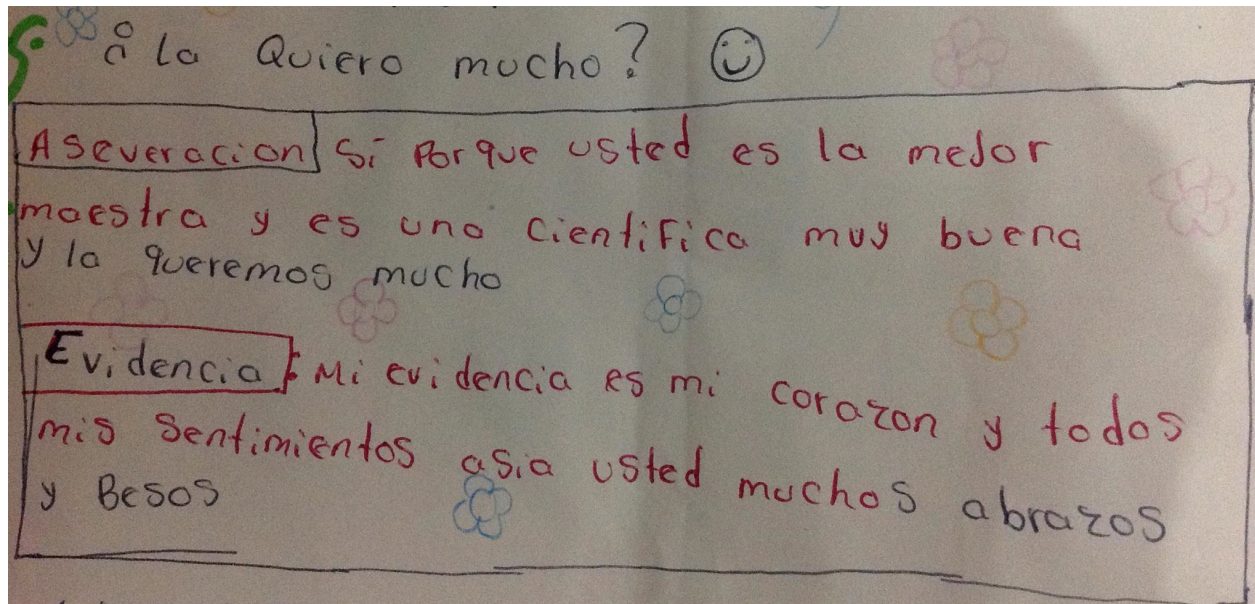 ¿la Quiero mucho?
Aseveracion Si Porque usted es la mejor
maestra y es una cientifica muy buena
y la queremos mucho
Evidencia: Mi evidencia es mi corazon y todos
mis sentimientos asia usted muchos abrazos
y Besos